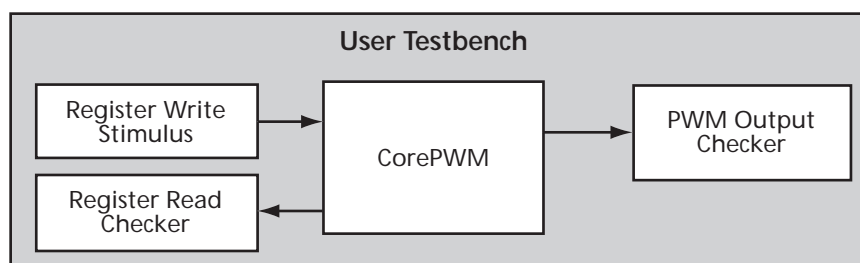 User Testbench
Register Write
Stimulus
CorePWM
PWM Output
Checker
Register Read
Checker